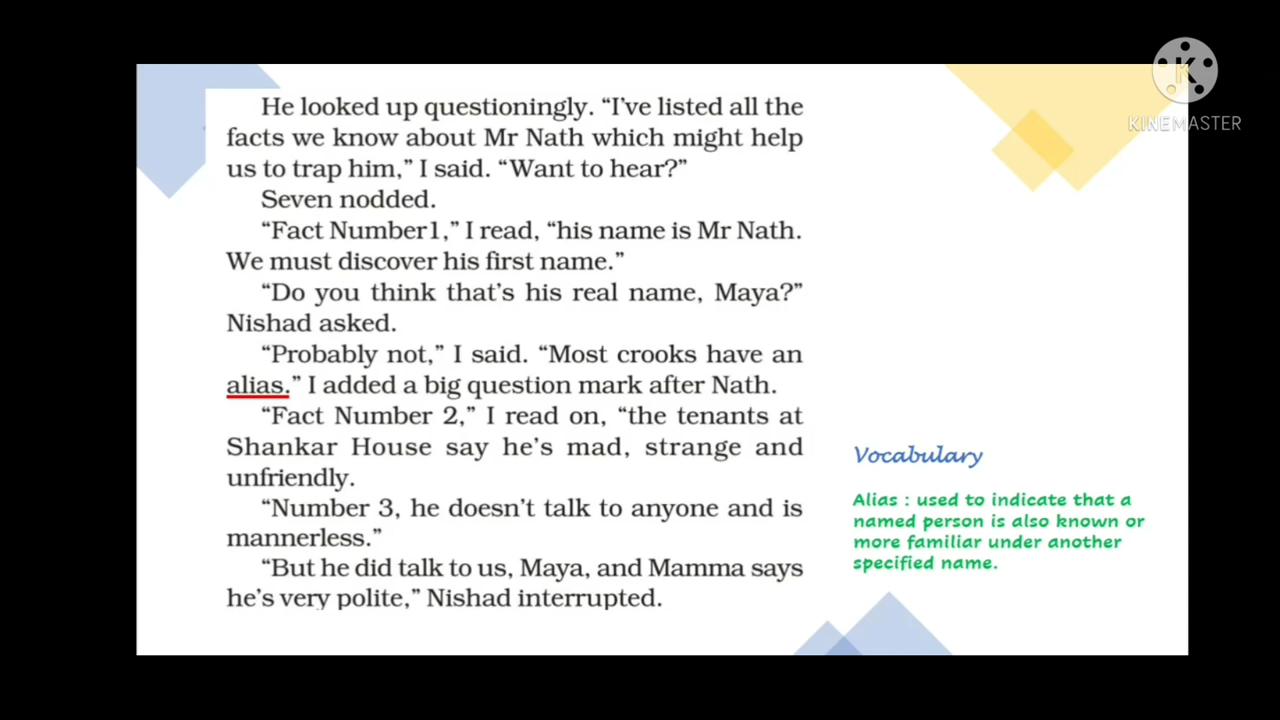 He looked up questioningly. “I’ve listed all the
facts we know about Mr Nath which might help
us to trap him,” I said. “Want to hear?”
Seven nodded.
“Fact Number1,” I read, “his name is Mr Nath.
We must discover his first name.”
“Do you think that’s his real name, Maya?”
Nishad asked.
“Probably not,” I said. “Most crooks have an
alias.” I added a big question mark after Nath.
“Fact Number 2,” I read on, “the tenants at
Shankar House say he’s mad, strange and
unfriendly.
“Number 3, he doesn’t talk to anyone and is
mannerless.”
“But he did talk to us, Maya, and Mamma says
he’s very polite,” Nishad interrupted.
Vocabulary
Alias : used to indicate that a
named person is also known or
more familiar under another
specified name.
K
KINEMASTER